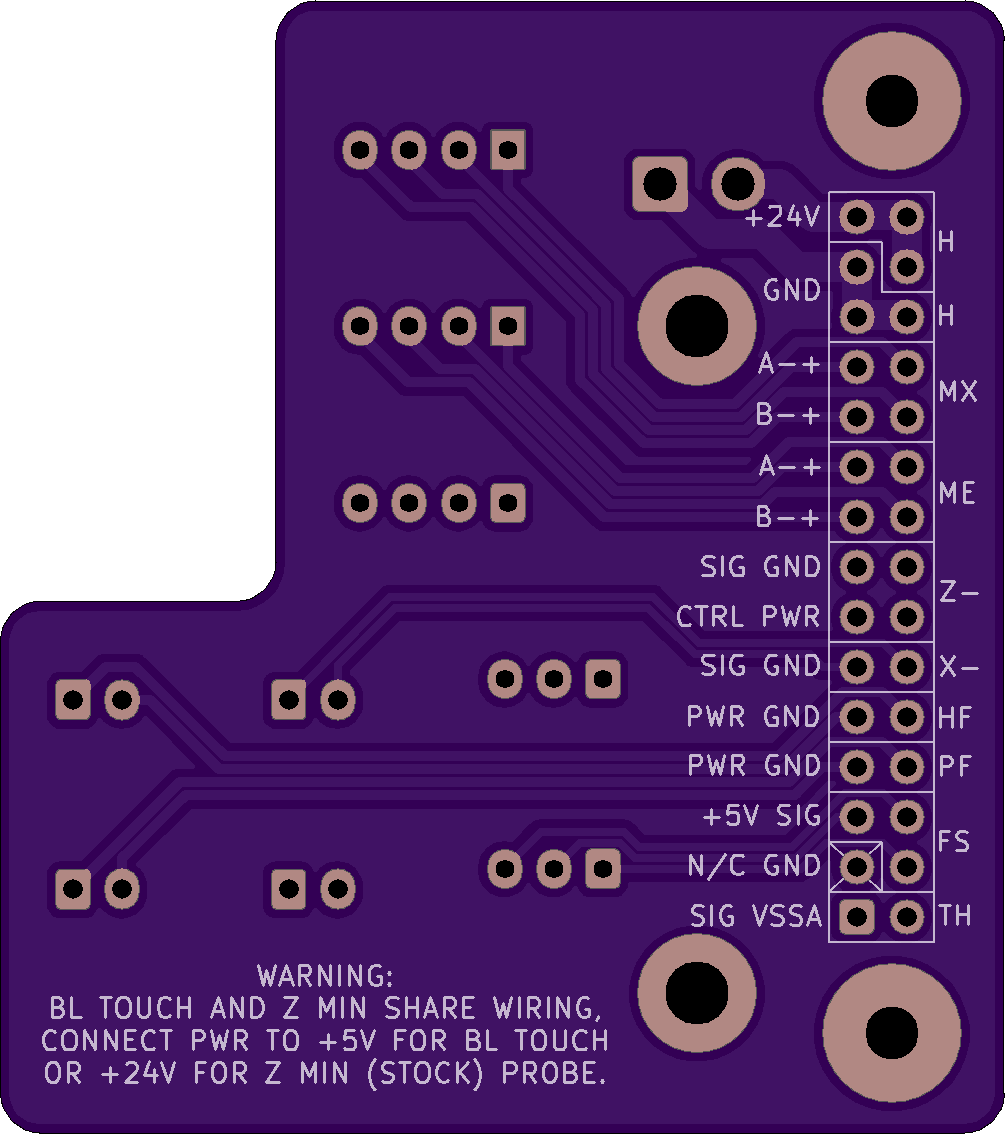 +24V
H
GND
H
A-+
MX
B-+
A-+
ME
B-+
SIG GND
Z-
CTRL PWR
SIG GND
X-
PWR GND
HF
PWR GND
PF
+5V SIG
FS
N/C GND
SIG VSSA
TH
WARNING:
BL TOUCH AND Z MIN SHARE WIRING,
CONNECT PWR TO +5V FOR BL TOUCH
OR +24V FOR Z MIN (STOCK) PROBE.